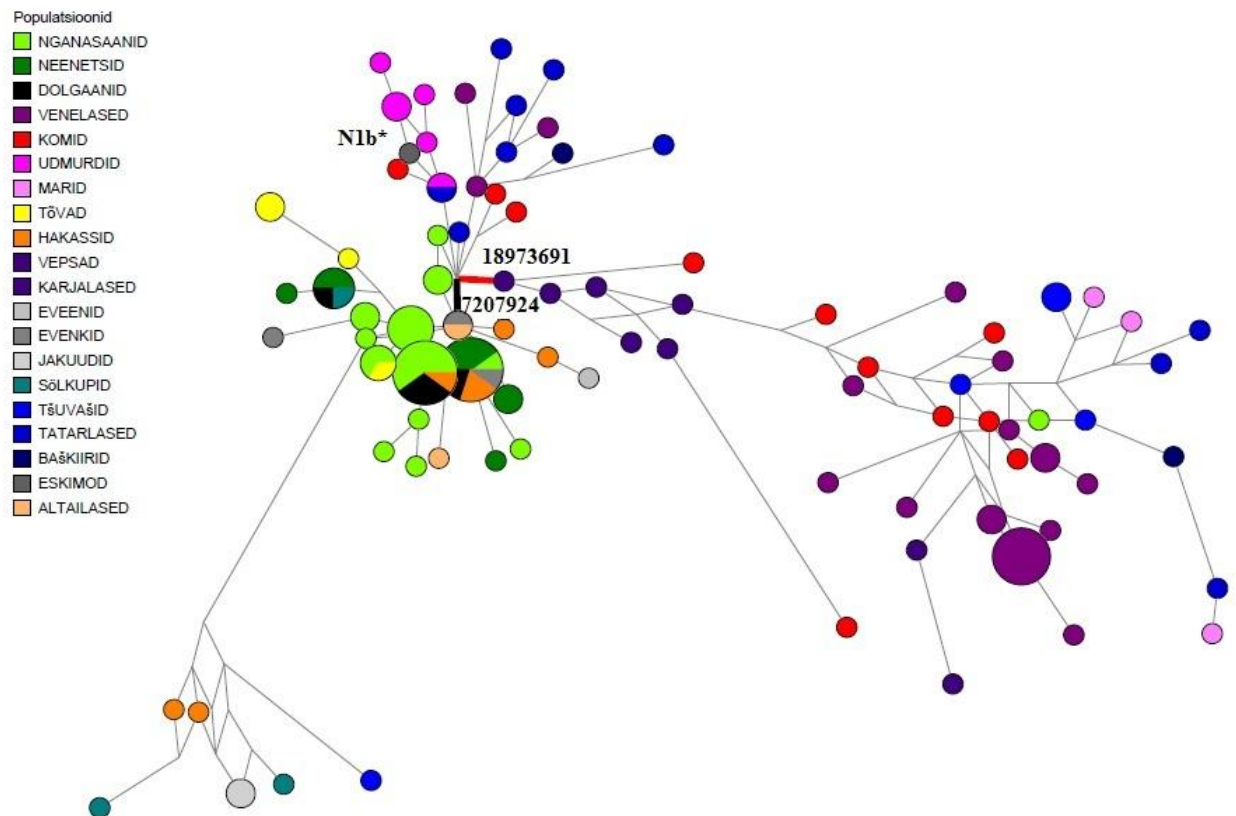 Populatsioonid
NGANASAANID
NEENETSID
DOLGAANID
VENELASED
KOMID
UDMURDID
MARID
TõVAD
HAKASSID
VEPSAD
KARJALASED
EVEENID
EVENKID
JAKUUDID
SöLKUPID
TšUVAšID
TATARLASED
BAšKIIRID
ESKIMOD
ALTAILASED
N1b*
18973691
7207924